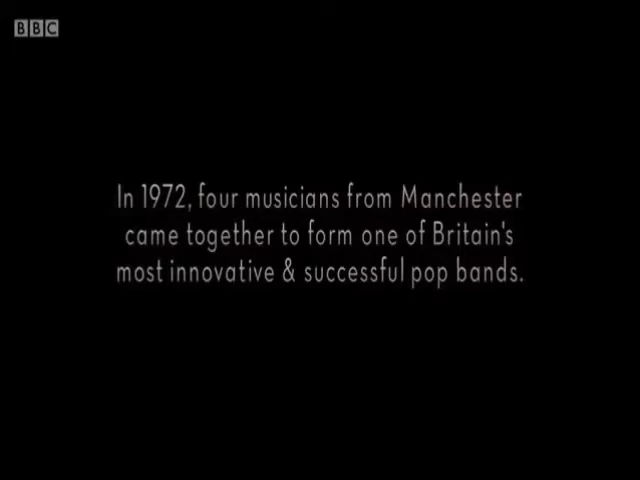 BBC
In 1972, four musicians from Manchester
came together to form one of Britain's
most innovative & successful pop bands.